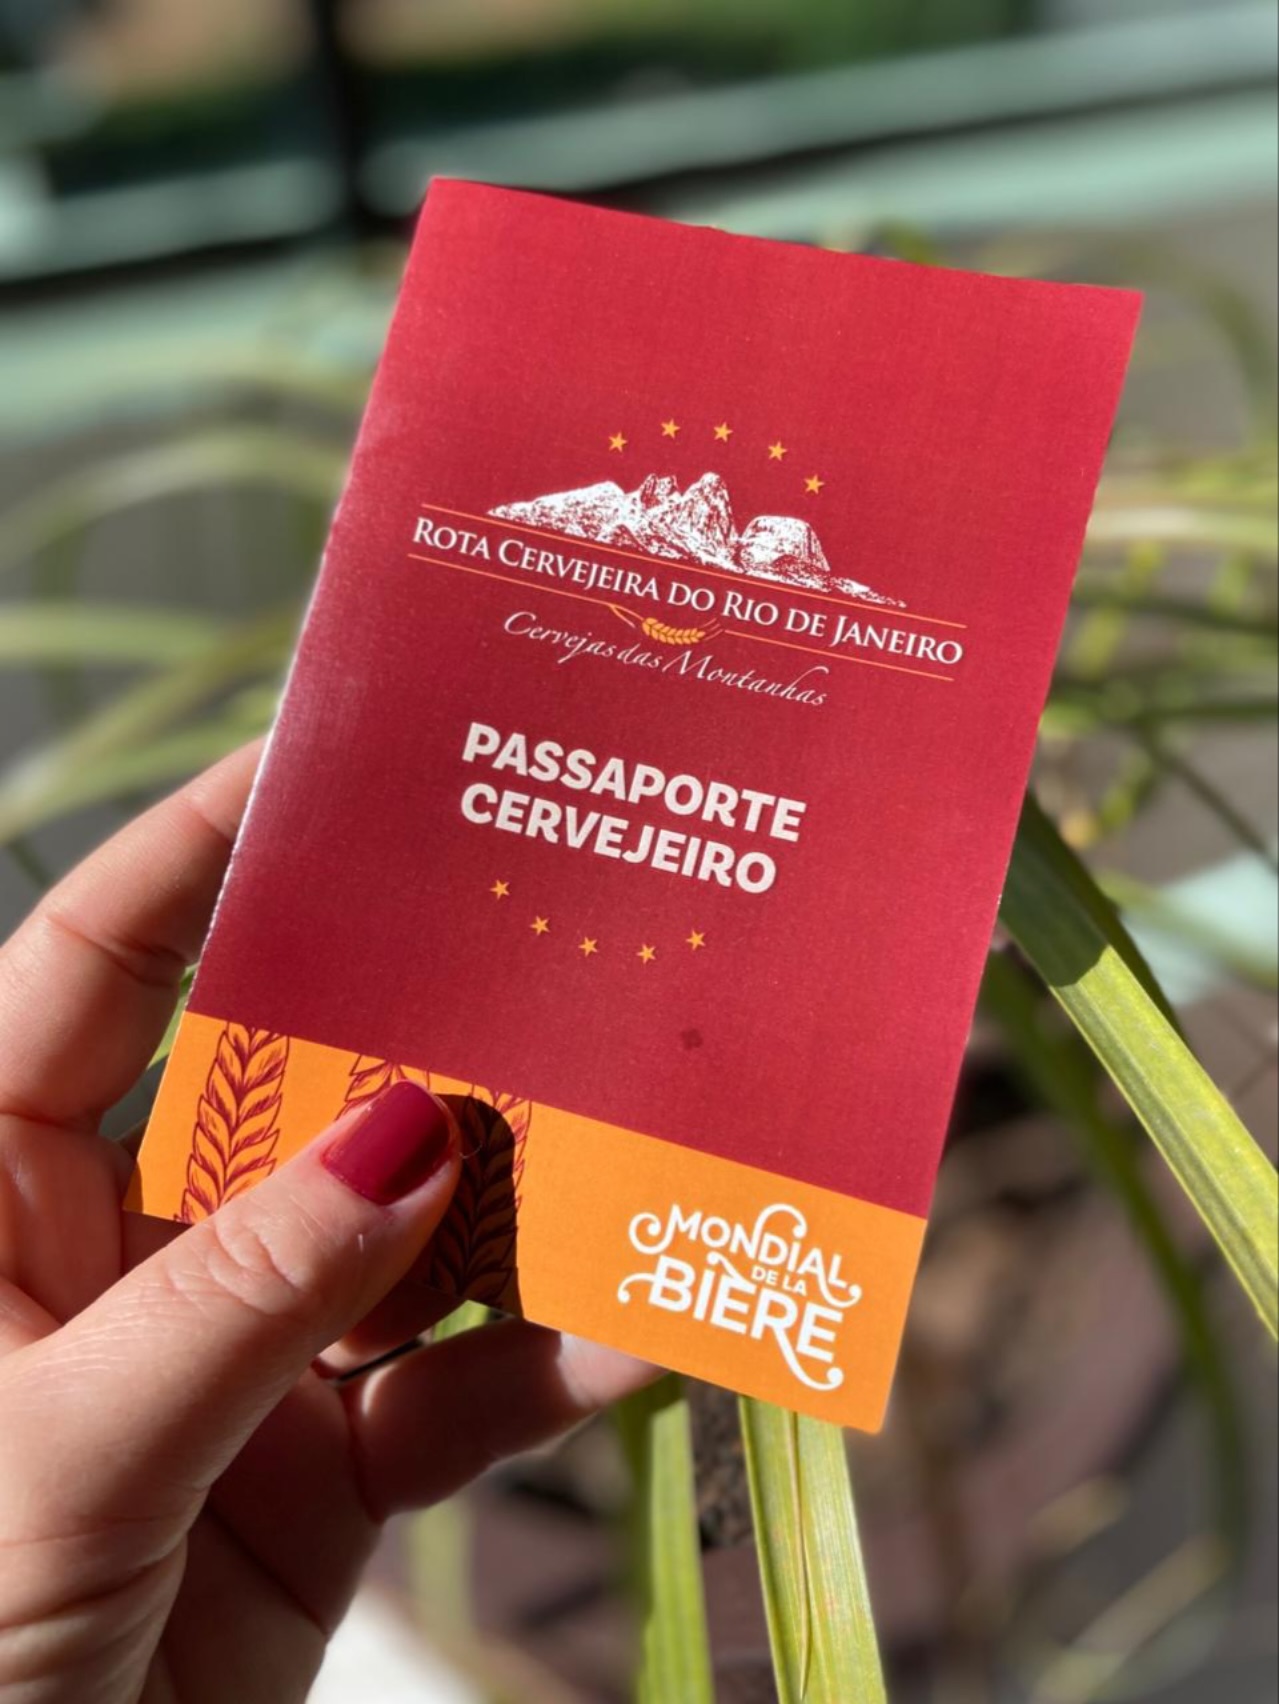 ROTA CERVEJEIRA DO RIO DE JANEIRO
Cervejas das Montanhas
PASSAPORTE
CERVEJEIRO
MONDIAL
DE LA
BIÈRE